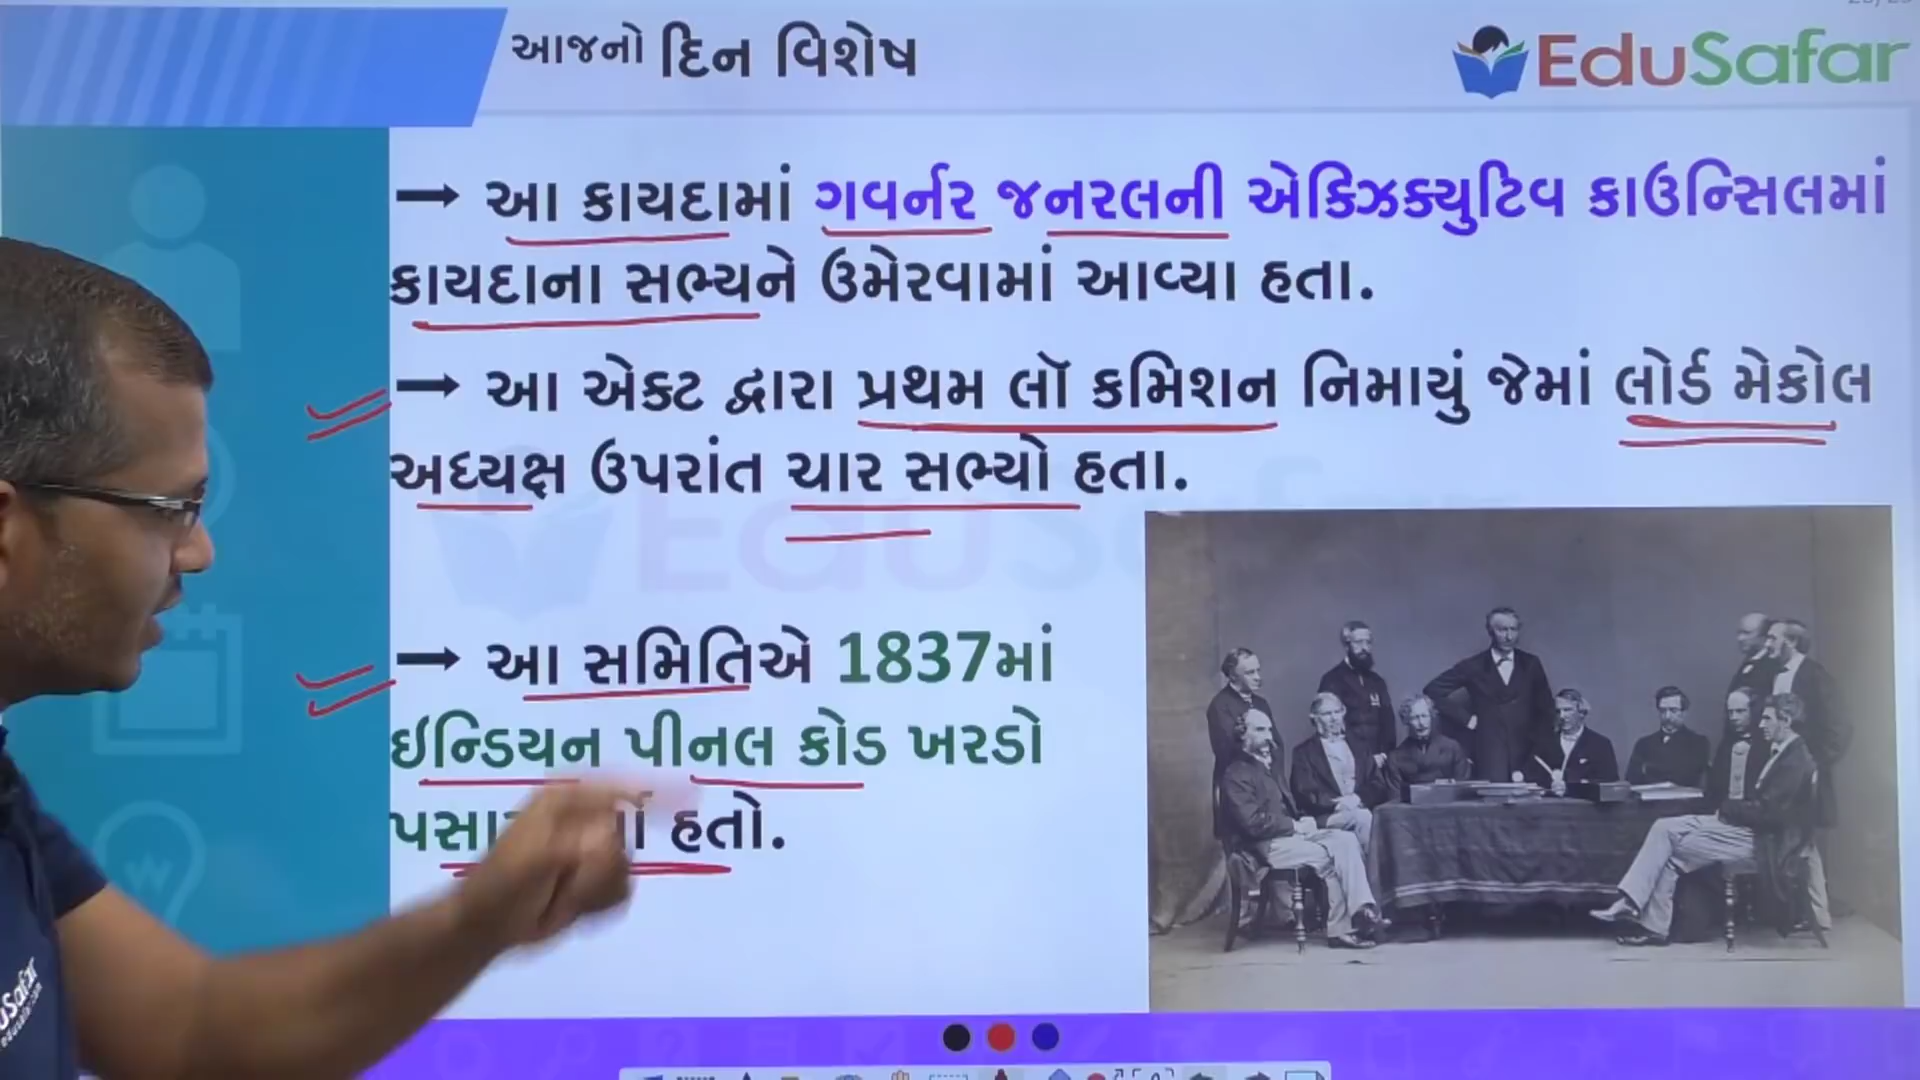 આજનો દિન વિશેષ
EduSafar
→ આ કાયદામાં ગવર્નર જનરલની એક્ઝિક્યુટિવ કાઉન્સિલમાં
કાયદાના સભ્યને ઉમેરવામાં આવ્યા હતા.
→ આ એક્ટ દ્વારા પ્રથમ લૉ કમિશન નિમાયું જેમાં લોર્ડ મેકોલ
અધ્યક્ષ ઉપરાંત ચાર સભ્યો હતા.
→ આ સમિતિએ 1837માં
ઇન્ડિયન પીનલ કોડ ખરડો
હતો.